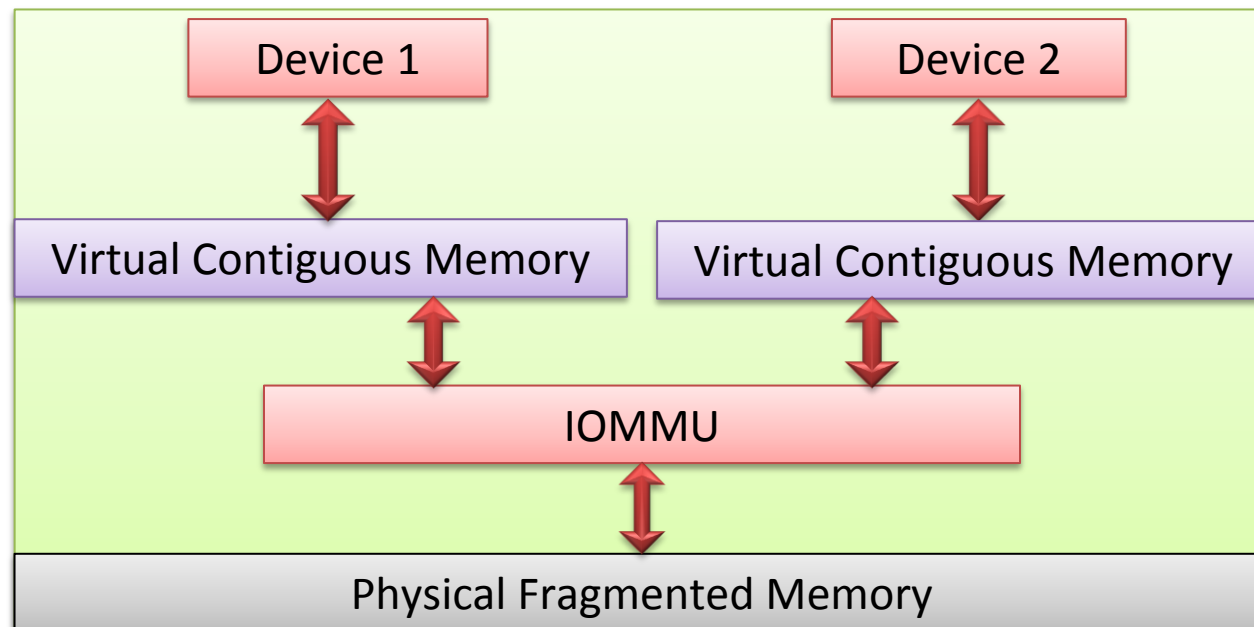 Device 1
Device 2
Virtual Contiguous Memory
Virtual Contiguous Memory
IOMMU
Physical Fragmented Memory